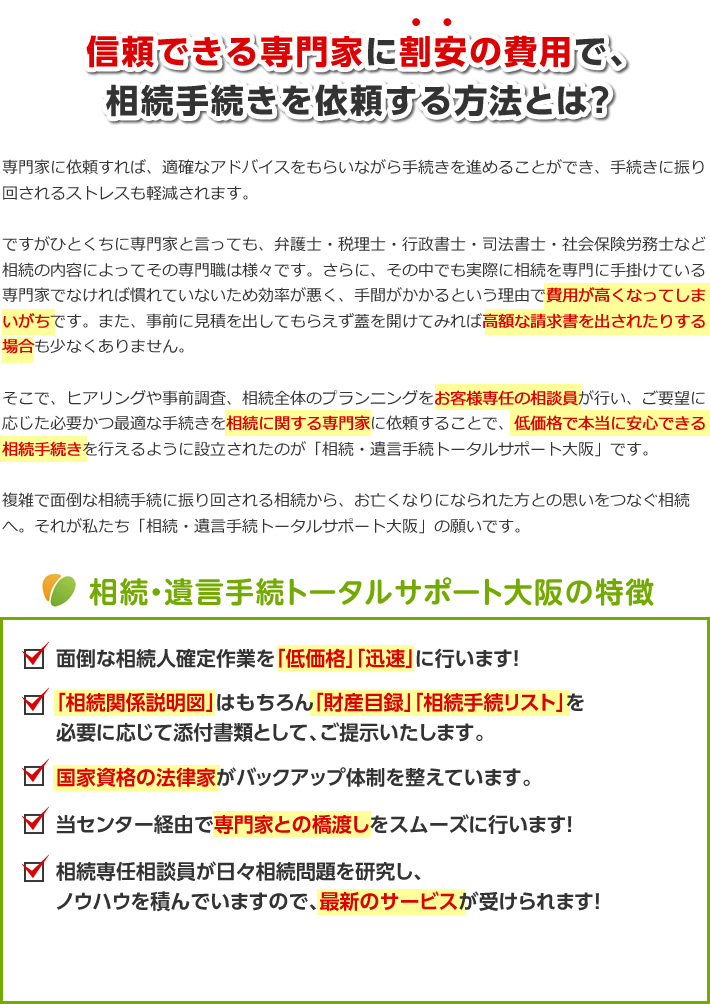 信頼できる専門家に割安の費用で、
相続手続きを依頼する方法とは？
専門家に依頼すれば、適確なアドバイスをもらいながら手続きを進めることができ、手続きに振り
回されるストレスも軽減されます。
ですがひとくちに専門家と言っても、弁護士・税理士・行政書士・司法書士・社会保険労務士など
相続の内容によってその専門職は様々です。さらに、その中でも実際に相続を専門に手掛けている
専門家でなければ慣れていないため効率が悪く、手間がかかるという理由で費用が高くなってしま
いがちです。また、事前に見積を出してもらえず蓋を開けてみれば高額な請求書を出されたりする
場合も少なくありません。
そこで、ヒアリングや事前調査、相続全体のプランニングをお客様専任の相談員が行い、ご要望に
応じた必要かつ最適な手続きを相続に関する専門家に依頼することで、低価格で本当に安心できる
相続手続きを行えるように設立されたのが「相続・遺言手続トータルサポート大阪」です。
複雑で面倒な相続手続に振り回される相続から、お亡くなりになられた方との思いをつなぐ相続
へ。それが私たち「相続・遺言手続トータルサポート大阪」の願いです。
相続・遺言手続トータルサポート大阪の特徴
面倒な相続人確定作業を「低価格」「迅速」に行います！
「相続関係説明図」はもちろん「財産目録」「相続手続リスト」を
必要に応じて添付書類として、ご提示いたします。
国家資格の法律家がバックアップ体制を整えています。
当センター経由で専門家との橋渡しをスムーズに行います！
相続専任相談員が日々相続問題を研究し、
ノウハウを積んでいますので、最新のサービスが受けられます！